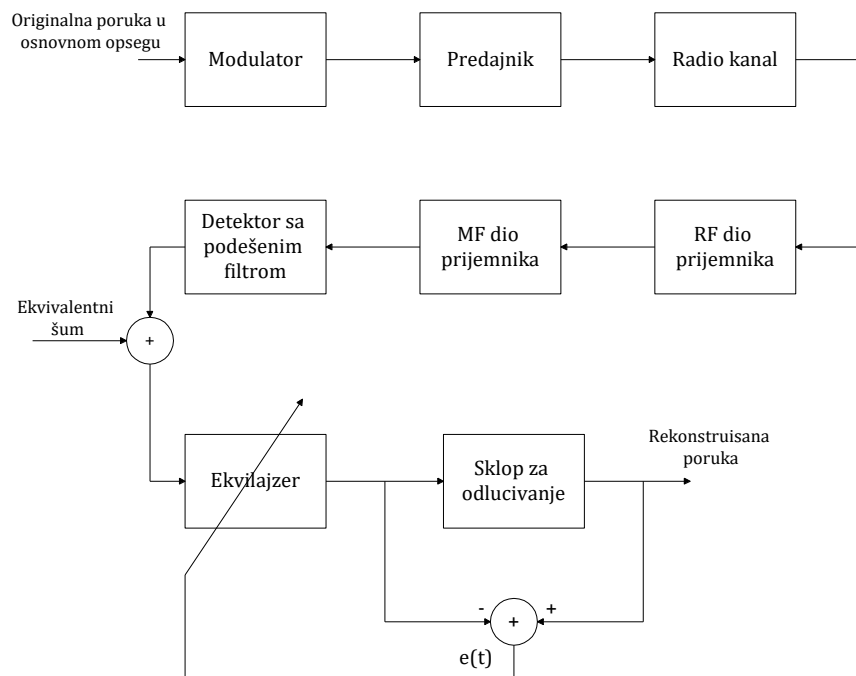 Originalna poruka u
osnovnom opsegu
Modulator
Predajnik
Radio kanal
Detektor sa
podešenim
filtrom
MF dio
prijemnika
RF dio
prijemnika
Ekvivalentni
šum
+
Ekvilajzer
Sklop za
odlucivanje
Rekonstruisana
poruka
-
+
+
e(t)